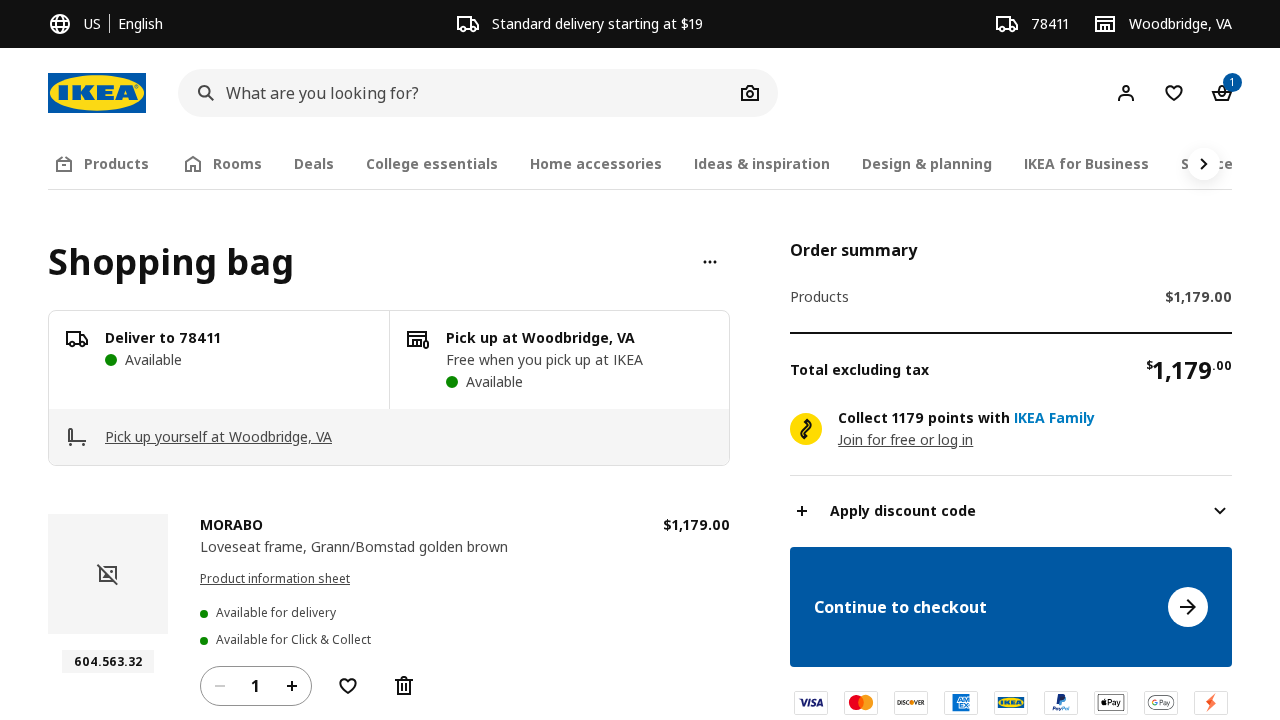 US | English
Standard delivery starting at $19
78411
Woodbridge, VA
IKEA
What are you looking for?
1
Products
Rooms
Deals
College essentials
Home accessories
Ideas & inspiration
Design & planning
IKEA for Business
Shopping bag
Deliver to 78411
Available
Pick up at Woodbridge, VA
Free when you pick up at IKEA
Available
Pick up yourself at Woodbridge, VA
MORABO
$1,179.00
Loveseat frame, Grann/Bomstad golden brown
Product information sheet
Available for delivery
Available for Click & Collect
604.563.32
1
Order summary
Products
$1,179.00
Total excluding tax
$1,179.00
Collect 1179 points with IKEA Family
Join for free or log in
Apply discount code
Continue to checkout
VISA
DISCOVER
AMEX
IKEA
PayPal
Pay
G Pay